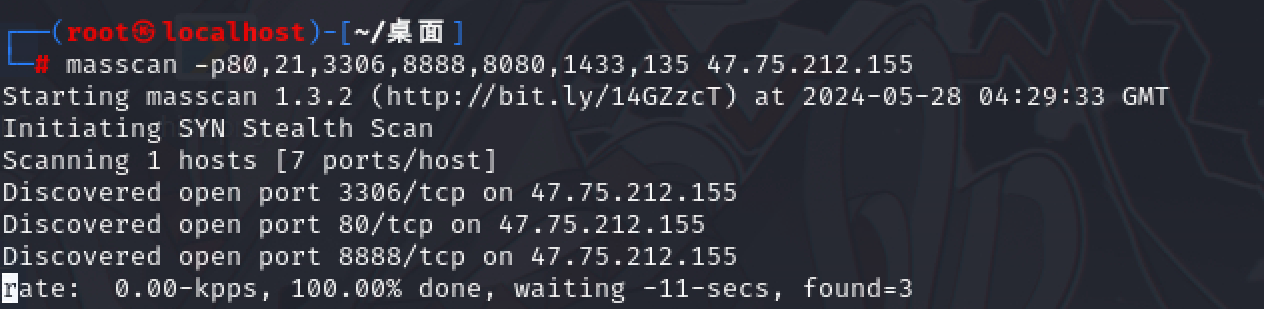 ┌──(root㉿localhost)-[~/桌面]
└─# masscan -p80,21,3306,8888,8080,1433,135 47.75.212.155
Starting masscan 1.3.2 (http://bit.ly/14GZzcT) at 2024-05-28 04:29:33 GMT
Initiating SYN Stealth Scan
Scanning 1 hosts [7 ports/host]
Discovered open port 3306/tcp on 47.75.212.155
Discovered open port 80/tcp on 47.75.212.155
Discovered open port 8888/tcp on 47.75.212.155
rate:  0.00-kpps, 100.00% done, waiting -11-secs, found=3